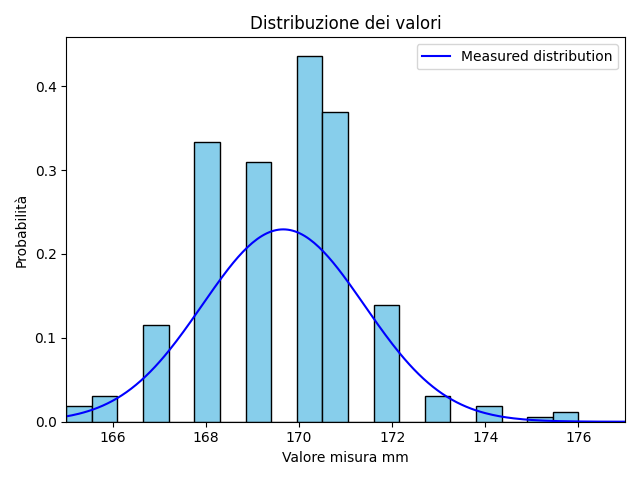 Distribuzione dei valori
Measured distribution
Probabilità
0.4
0.3
0.2
0.1
0.0
166 168 170 172 174 176
Valore misura mm